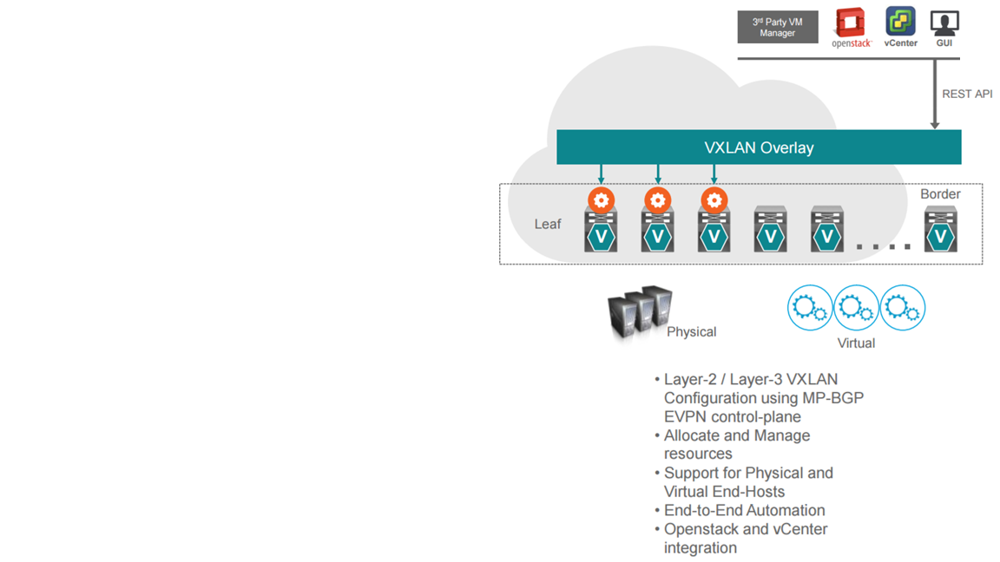 3rd Party VM
Manager
openstack
vCenter
GUI
REST API
VXLAN Overlay
Border
Leaf
V
V
V
V
V
V
Physical
Virtual
• Layer-2 / Layer-3 VXLAN
Configuration using MP-BGP
EVPN control-plane
• Allocate and Manage
resources
• Support for Physical and
Virtual End-Hosts
• End-to-End Automation
• Openstack and vCenter
integration